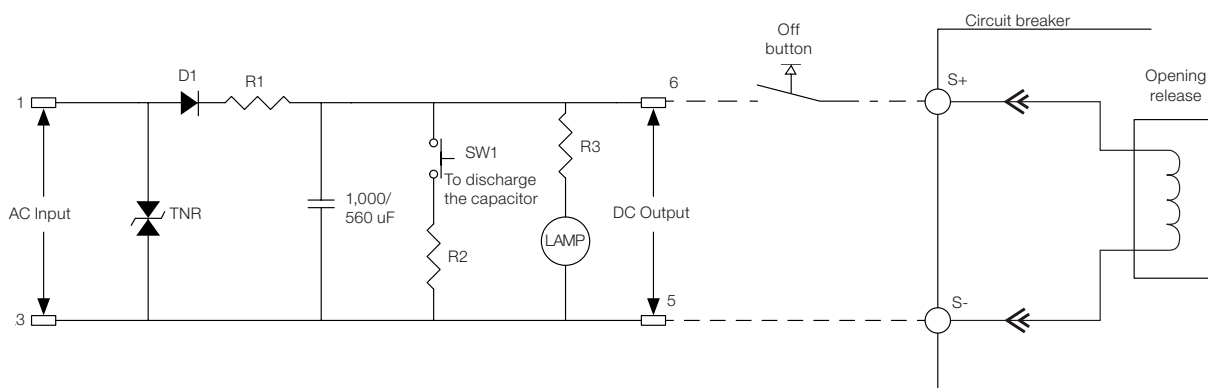 Circuit breaker
Off
button
D1
R1
6
S+
Opening
release
1
R3
SW1
To discharge
the capacitor
AC Input
TNR
1,000/
560 uF
DC Output
R2
LAMP
3
5
S-